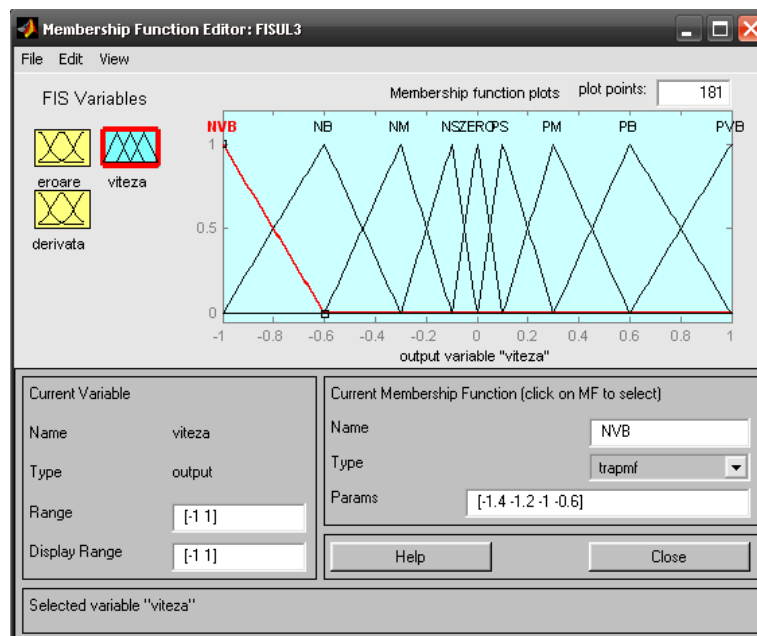 Membership Function Editor: FISUL3
File Edit View
FIS Variables
Membership function plots plot points: 181
eroare viteza
derivata
NVB NB NM NS ZERO PS PM PB PVB
1
0.5
0
-1 -0.8 -0.6 -0.4 -0.2 0 0.2 0.4 0.6 0.8 1
output variable "viteza"
Current Variable
Name viteza
Type output
Range [-1 1]
Display Range [-1 1]
Current Membership Function (click on MF to select)
Name NVB
Type trapmf
Params [-1.4 -1.2 -1 -0.6]
Help Close
Selected variable "viteza"